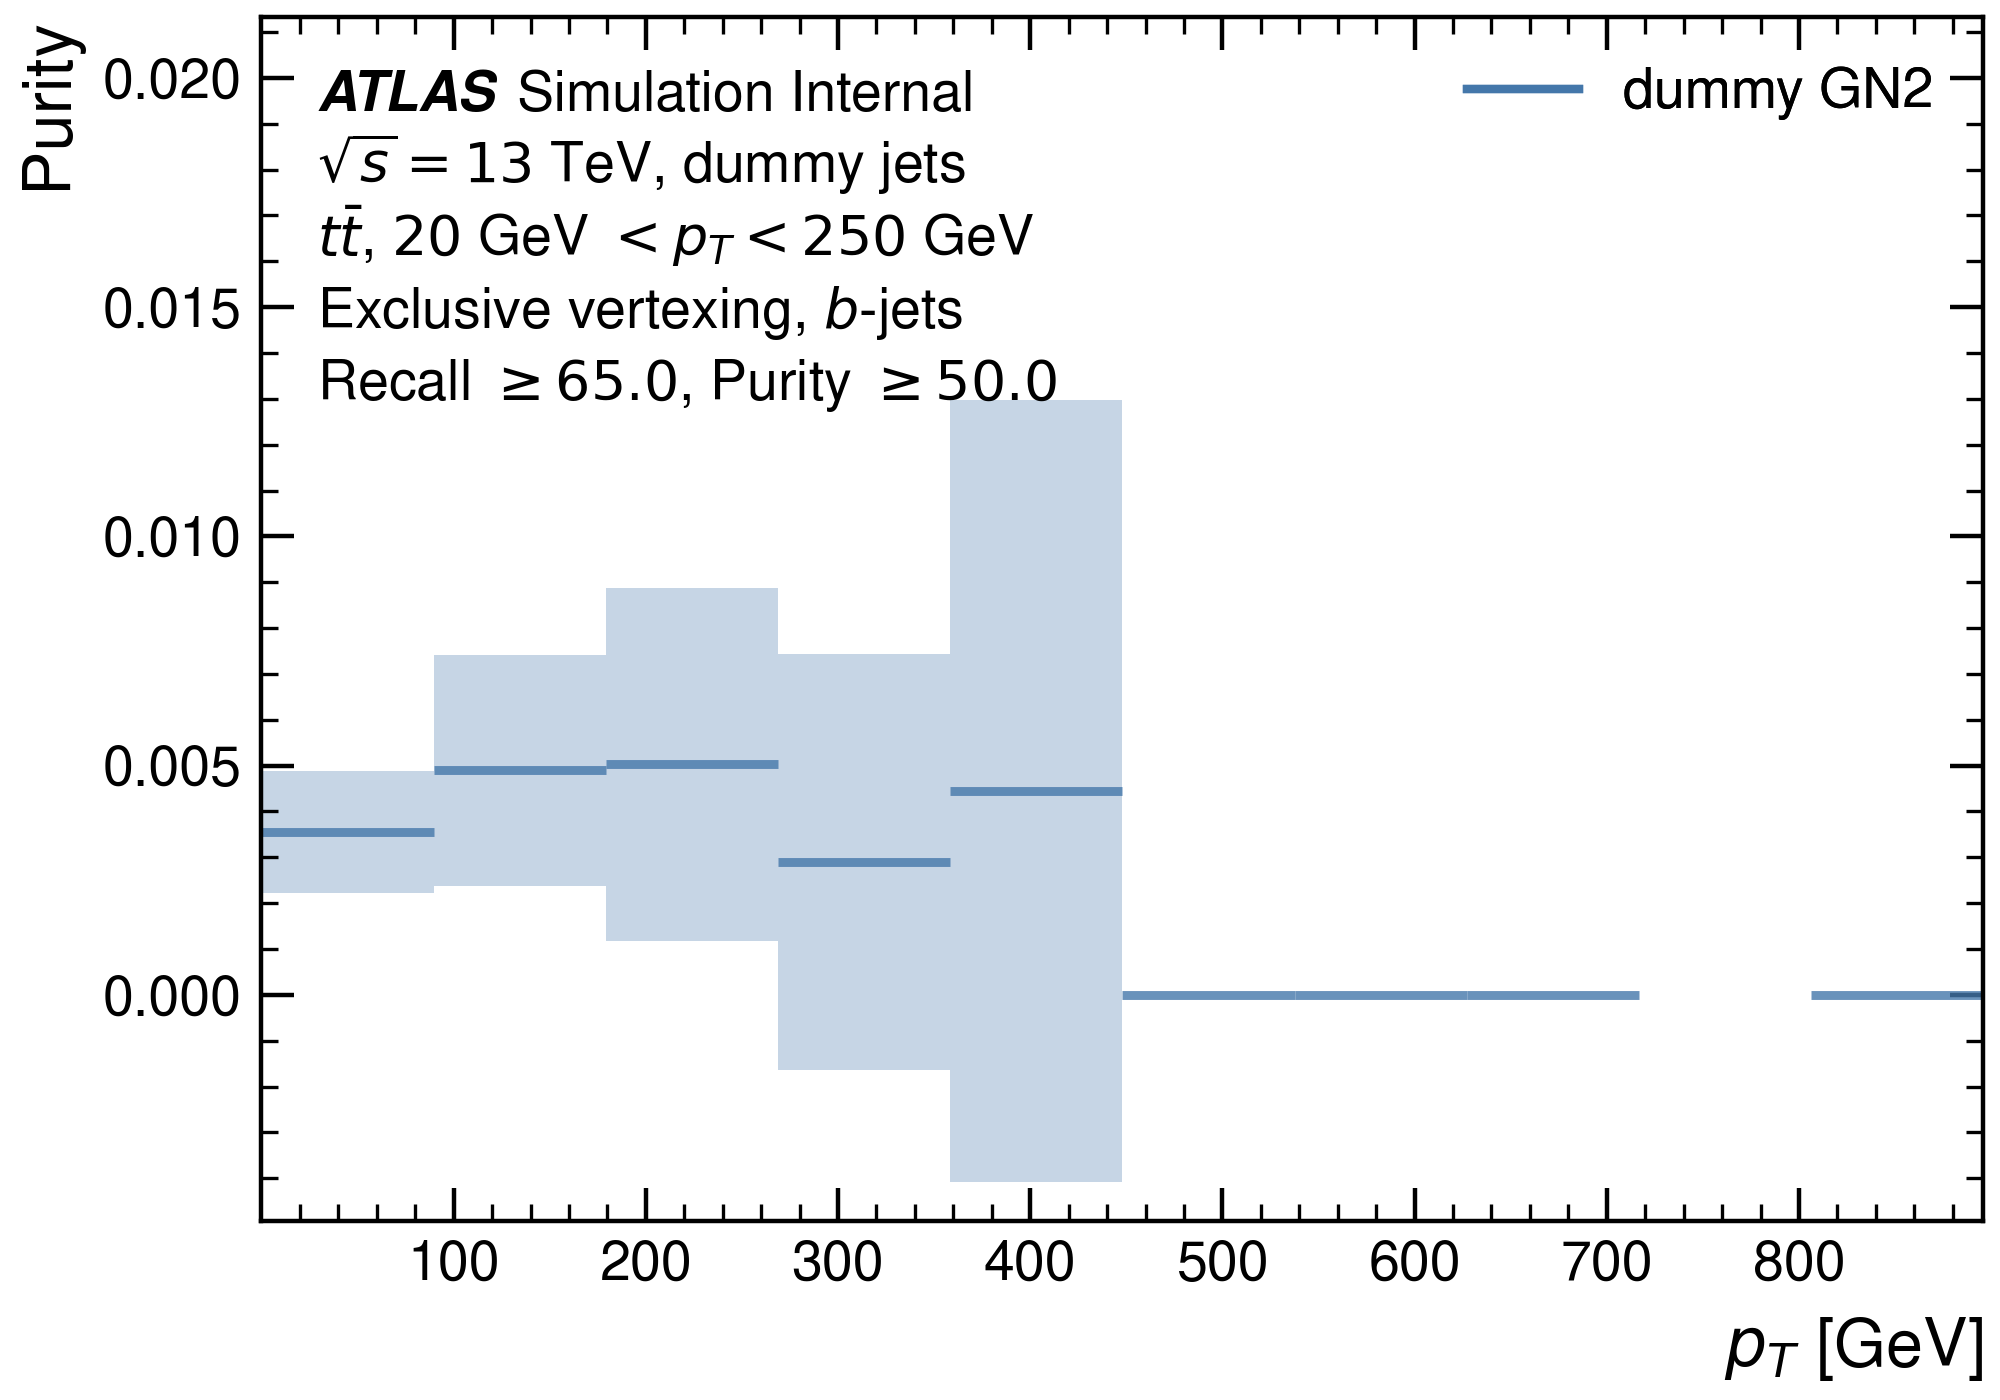 Purity
0.020
0.015
0.010
0.005
0.000
ATLAS Simulation Internal
√s = 13 TeV, dummy jets
tt̄, 20 GeV < p_T < 250 GeV
Exclusive vertexing, b-jets
Recall ≥ 65.0, Purity ≥ 50.0
dummy GN2
100 200 300 400 500 600 700 800
p_T [GeV]